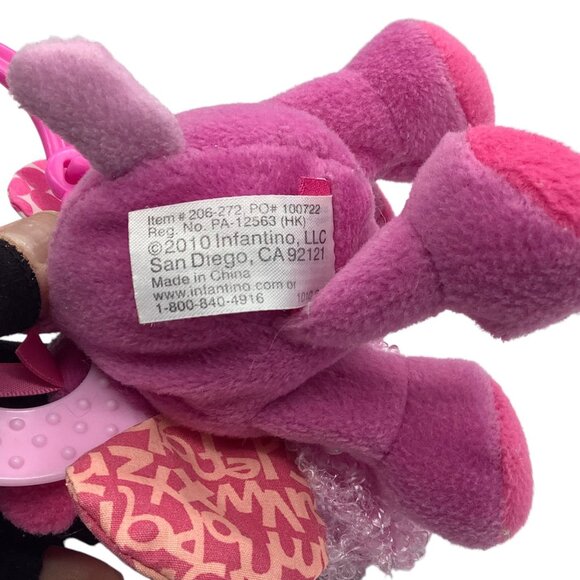 Item # 206-272, PO# 100722
Reg. No. PA-12563 (HK)
©2010 Infantino, LLC
San Diego, CA 92121
Made in China
www.infantino.com or
1-800-840-4916